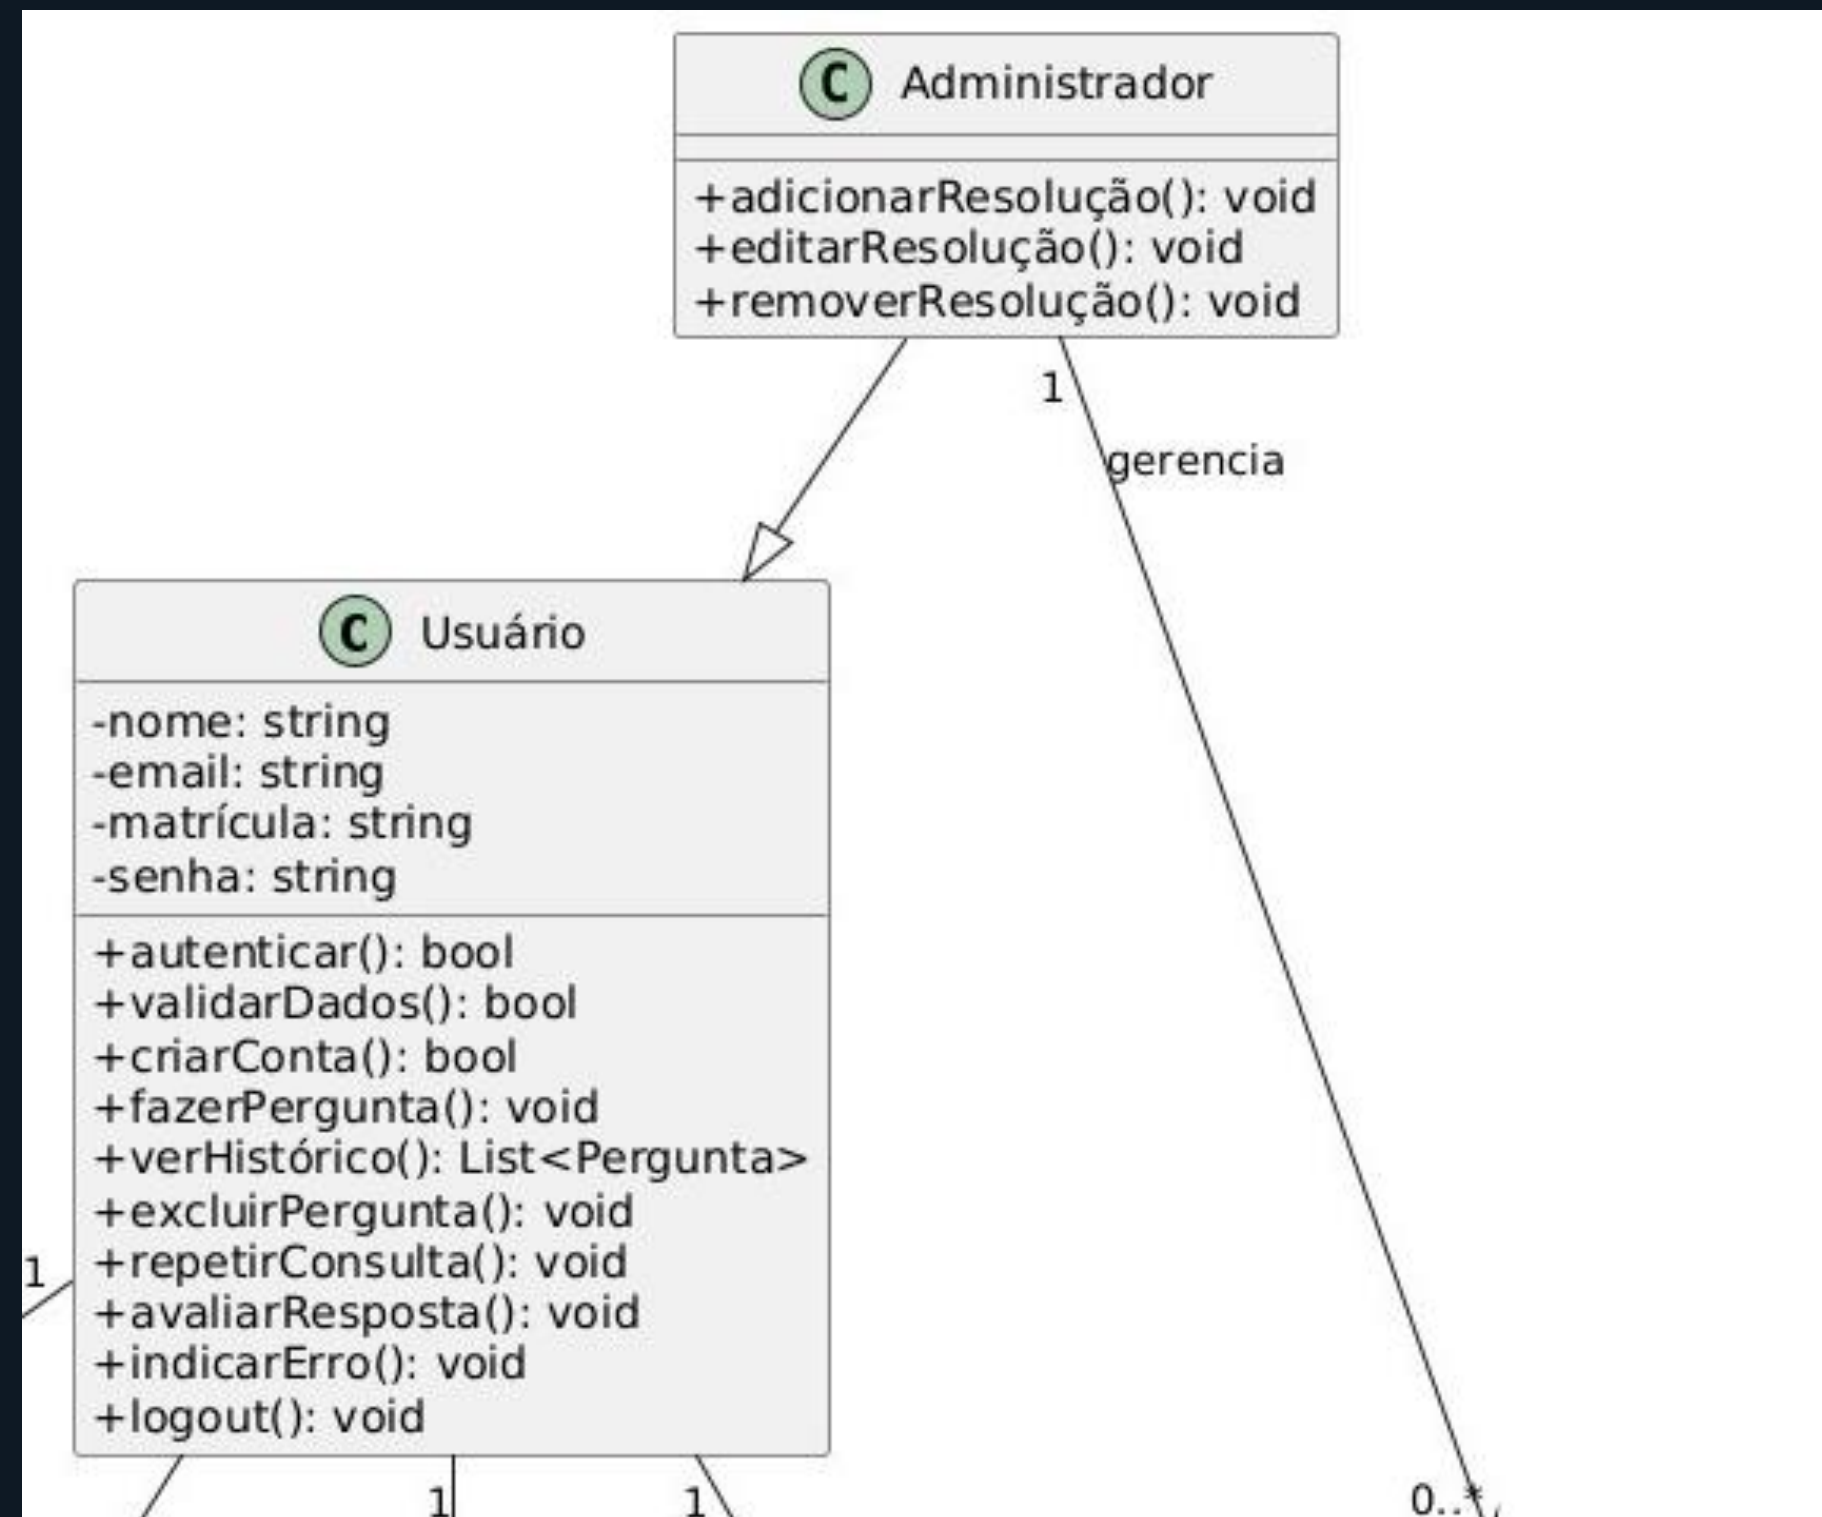 C Administrador
+adicionarResolução(): void
+editarResolução(): void
+removerResolução(): void
1
gerencia
C Usuário
-nome: string
-email: string
-matrícula: string
-senha: string
+autenticar(): bool
+validarDados(): bool
+criarConta(): bool
+fazerPergunta(): void
+verHistórico(): List<Pergunta>
+excluirPergunta(): void
+repetirConsulta(): void
+avaliarResposta(): void
+indicarErro(): void
+logout(): void
1
1
1
0..*